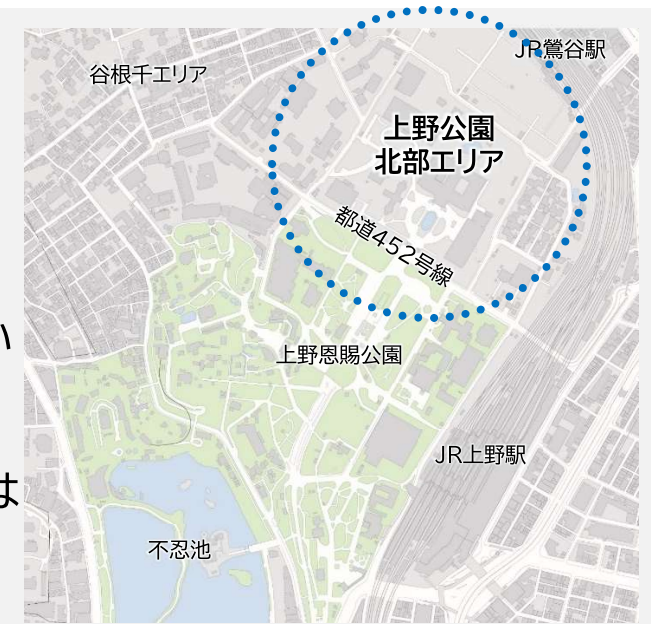 JR鶯谷駅
谷根千エリア
上野公園
北部エリア
都道452号線
い
上野恩賜公園
JR上野駅
は
不忍池